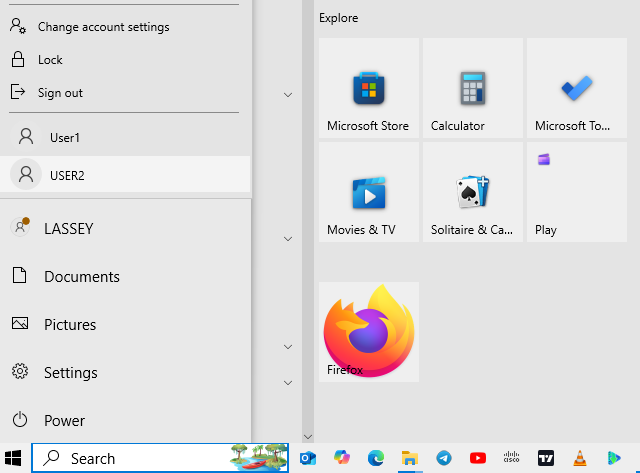 Change account settings
Lock
Sign out
User1
USER2
LASSEY
Documents
Pictures
Settings
Power
Explore
Microsoft Store
Calculator
Microsoft To...
Movies & TV
Solitaire & Ca...
Play
Firefox
Search
cisco